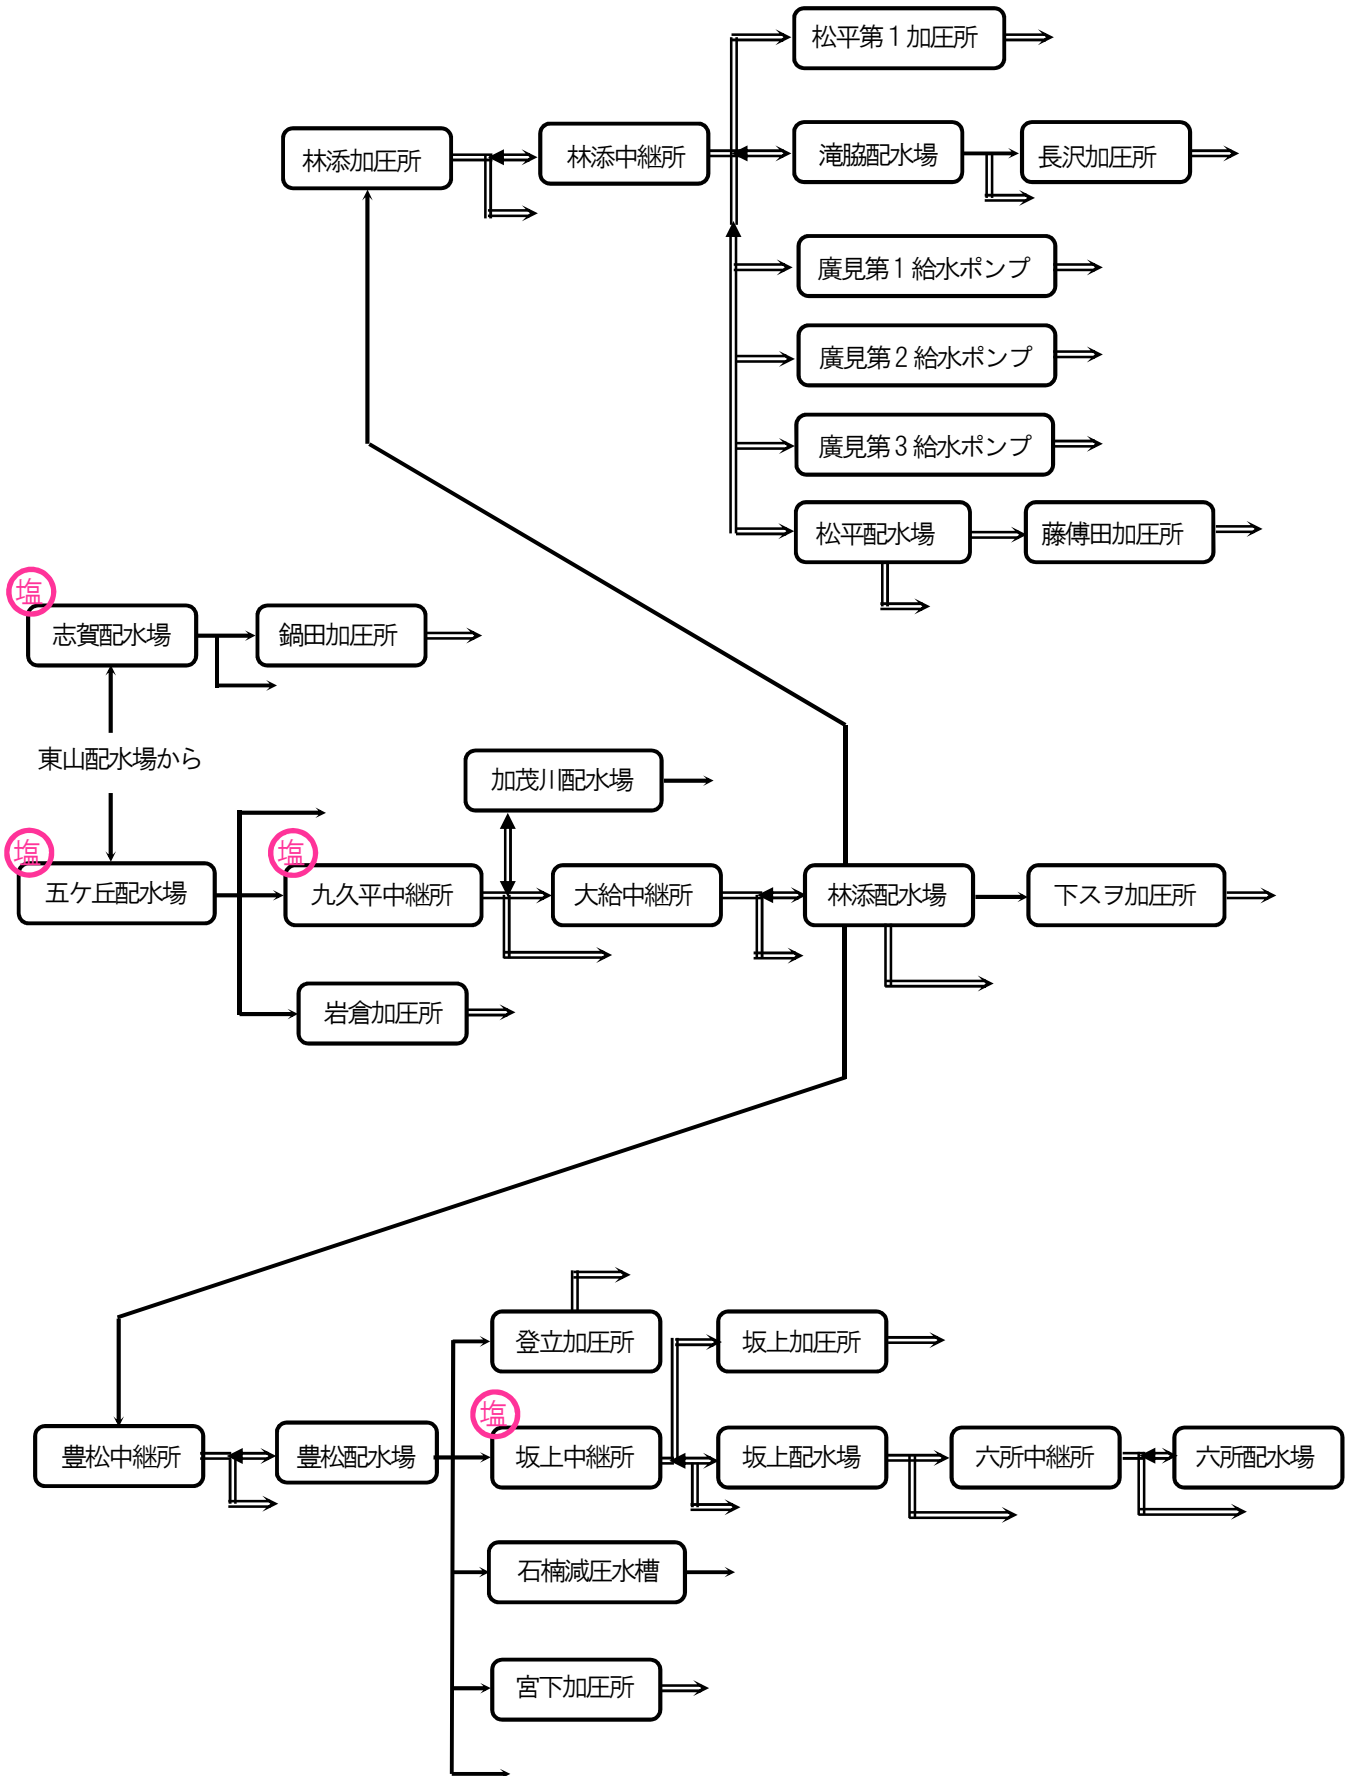 松平第1加圧所
林添加圧所
林添中継所
滝脇配水場
長沢加圧所
廣見第1給水ポンプ
廣見第2給水ポンプ
廣見第3給水ポンプ
松平配水場
藤傅田加圧所
塩
志賀配水場
鍋田加圧所
東山配水場から
加茂川配水場
塩
塩
五ケ丘配水場
九久平中継所
大給中継所
林添配水場
下スヲ加圧所
岩倉加圧所
登立加圧所
坂上加圧所
塩
豊松中継所
豊松配水場
坂上中継所
坂上配水場
六所中継所
六所配水場
石楠減圧水槽
宮下加圧所